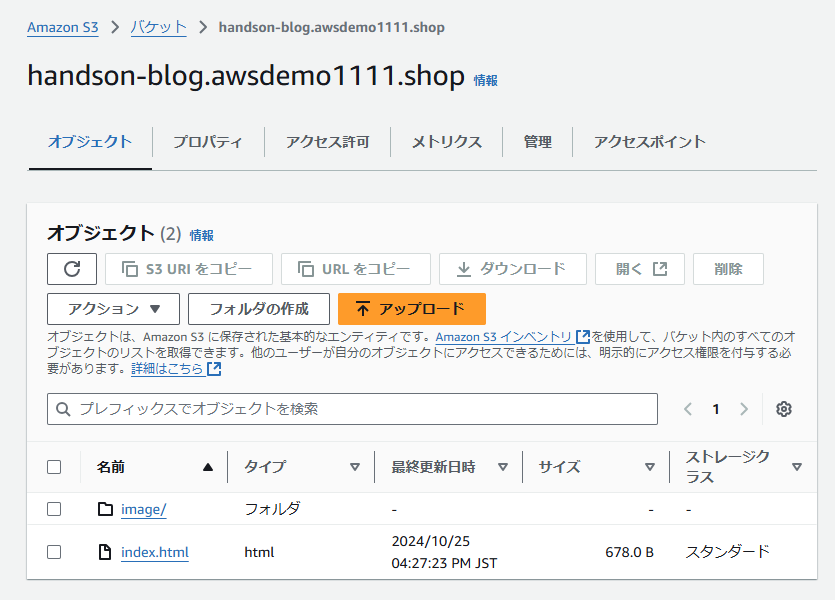 Amazon S3 > バケット > handson-blog.awsdemo1111.shop
handson-blog.awsdemo1111.shop 情報
オブジェクト プロパティ アクセス許可 メトリクス 管理 アクセスポイント
オブジェクト (2) 情報
S3 URI をコピー URL をコピー ダウンロード 開く 削除
アクション ▼ フォルダの作成 アップロード
オブジェクトは、Amazon S3 に保存された基本的なエンティティです。Amazon S3 インベントリ を使用して、バケット内のすべてのオ
ブジェクトのリストを取得できます。他のユーザーが自分のオブジェクトにアクセスできるためには、明示的にアクセス権限を付与する必
要があります。詳細はこちら
プレフィックスでオブジェクトを検索 < 1 >
名前 ▲ タイプ ▽ 最終更新日時 ▽ サイズ ▽ ストレージク
ラス ▽
image/ フォルダ - - -
index.html html 2024/10/25
04:27:23 PM JST 678.0 B スタンダード